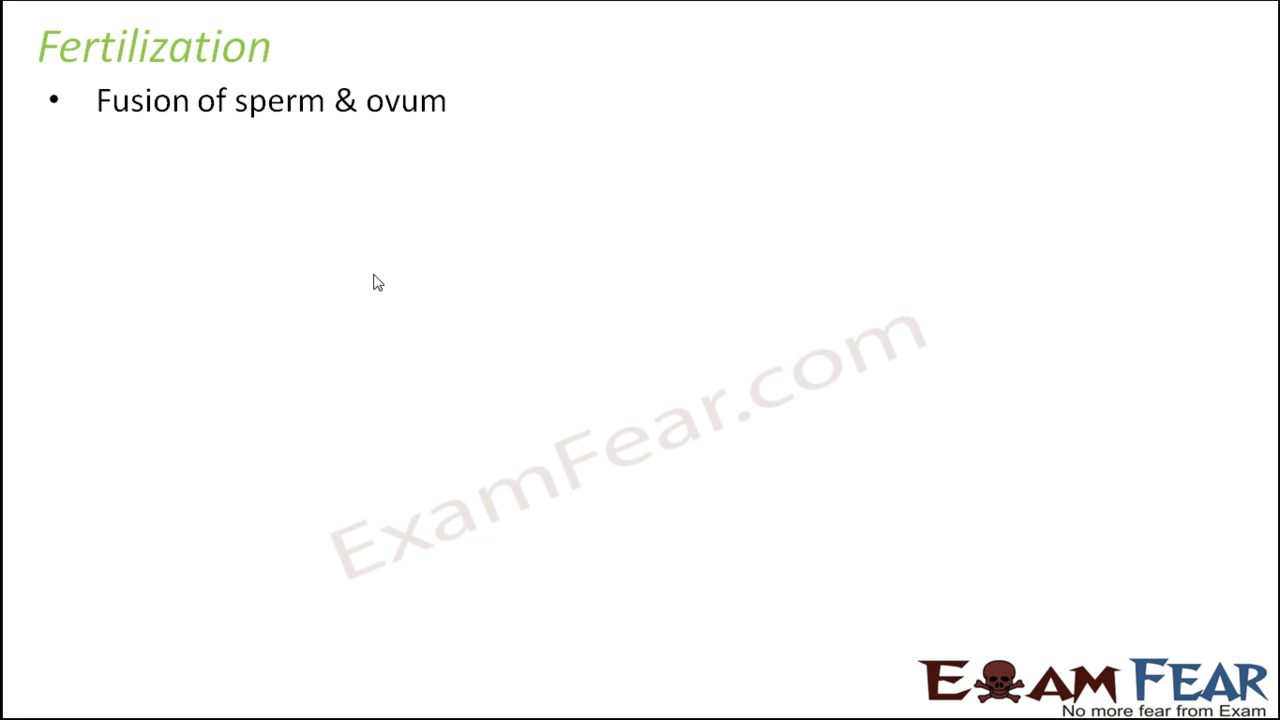 Fertilization
• Fusion of sperm & ovum
ExamFear.com
EXAM FEAR
No more fear from Exam